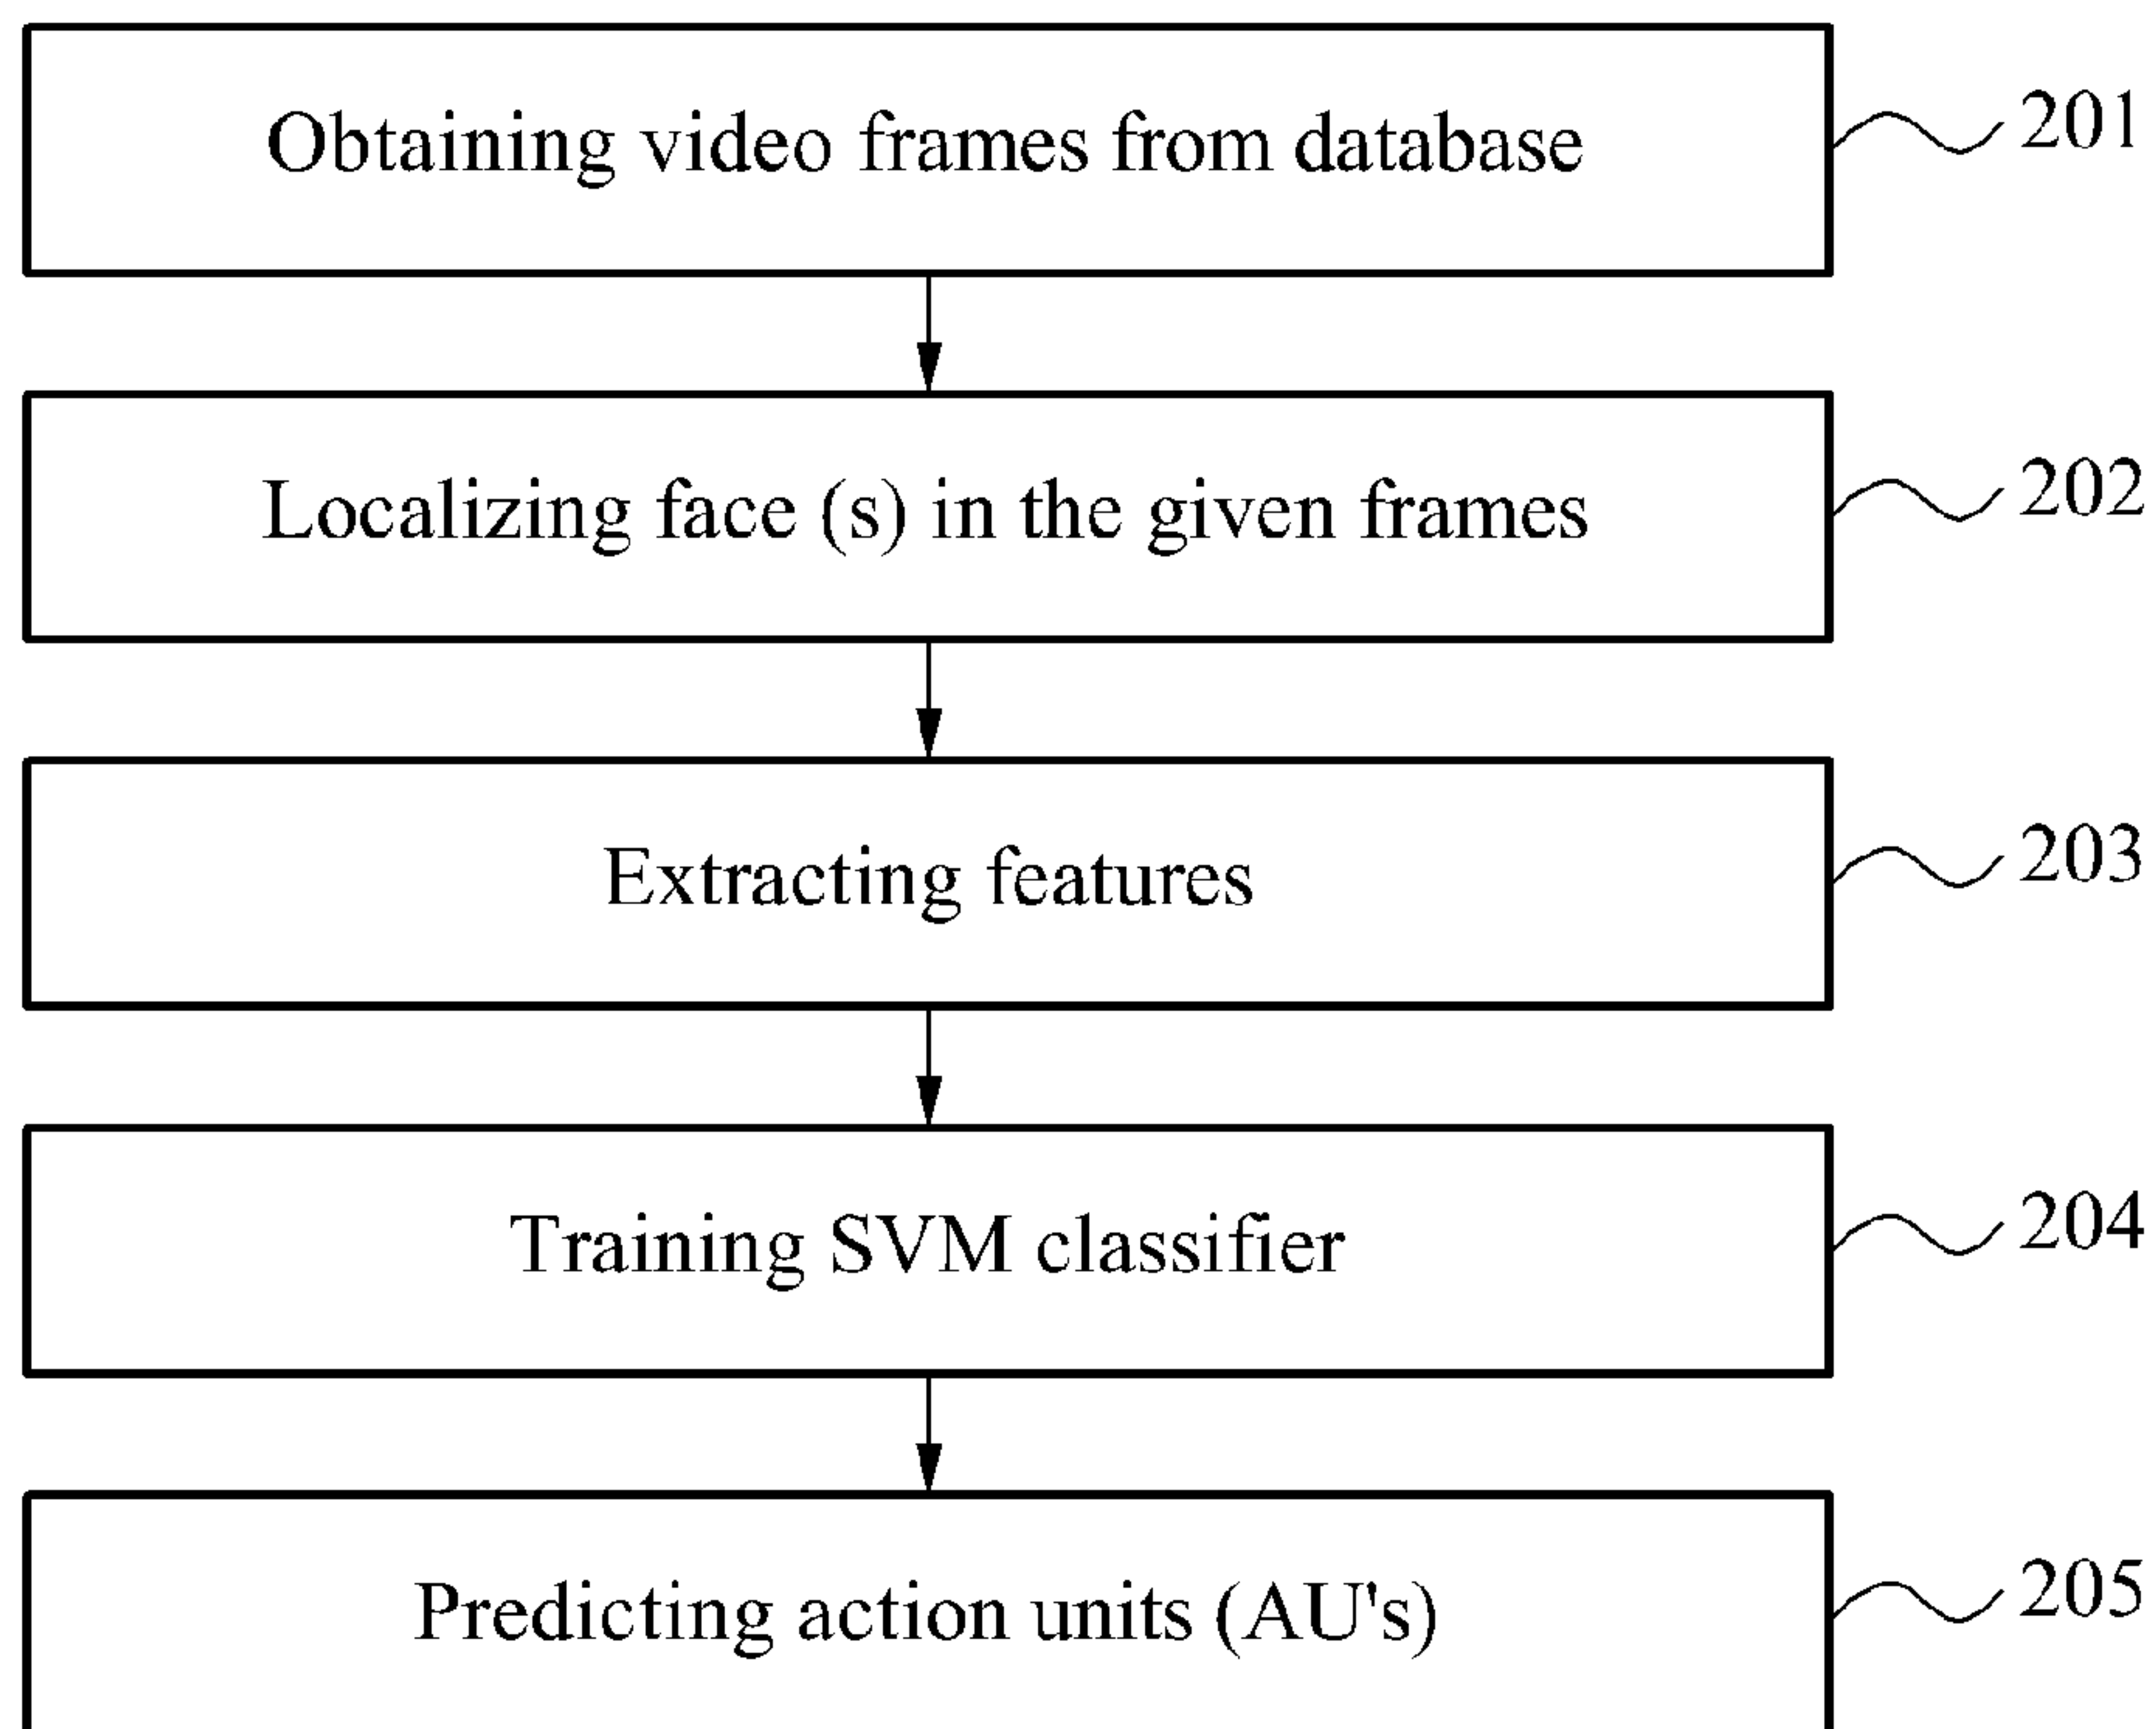 Obtaining video frames from database
201
Localizing face (s) in the given frames
202
Extracting features
203
Training SVM classifier
204
Predicting action units (AU's)
205